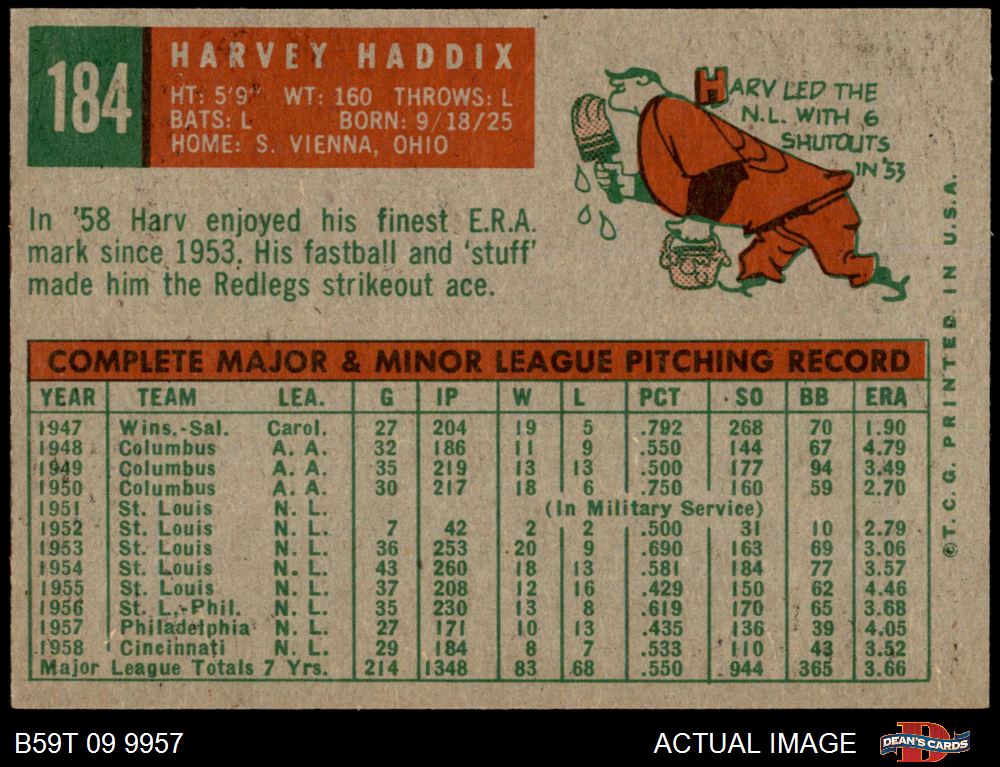 184
HARVEY HADDIX
HT: 5'9" WT: 160 THROWS: L
BATS: L BORN: 9/18/25
HOME: S. VIENNA, OHIO
HARV LED THE
N.L. WITH 6
SHUTOUTS
IN '53
In '58 Harv enjoyed his finest E.R.A.
mark since 1953. His fastball and 'stuff'
made him the Redlegs strikeout ace.
COMPLETE MAJOR & MINOR LEAGUE PITCHING RECORD
YEAR TEAM LEA. G IP W L PCT SO BB ERA
1947 Wins.-Sal. Carol. 27 204 19 5 .792 268 70 1.90
1948 Columbus A. A. 32 186 11 9 .550 144 67 4.79
1949 Columbus A. A. 35 219 13 13 .500 177 94 3.49
1950 Columbus A. A. 30 217 18 6 .750 160 59 2.70
1951 St. Louis N. L. (In Military Service)
1952 St. Louis N. L. 7 42 2 2 .500 31 10 2.79
1953 St. Louis N. L. 36 253 20 9 .690 163 69 3.06
1954 St. Louis N. L. 43 260 18 13 .581 184 77 3.57
1955 St. Louis N. L. 37 208 12 16 .429 150 62 4.46
1956 St. L.-Phil. N. L. 35 230 13 8 .619 170 65 3.68
1957 Philadelphia N. L. 27 171 10 13 .435 136 39 4.05
1958 Cincinnati N. L. 29 184 8 7 .533 110 43 3.52
Major League Totals 7 Yrs. 214 1348 83 68 .550 944 365 3.66
©T. C. G. PRINTED IN U.S.A.
B59T 09 9957
ACTUAL IMAGE
D
DEAN'S CARDS